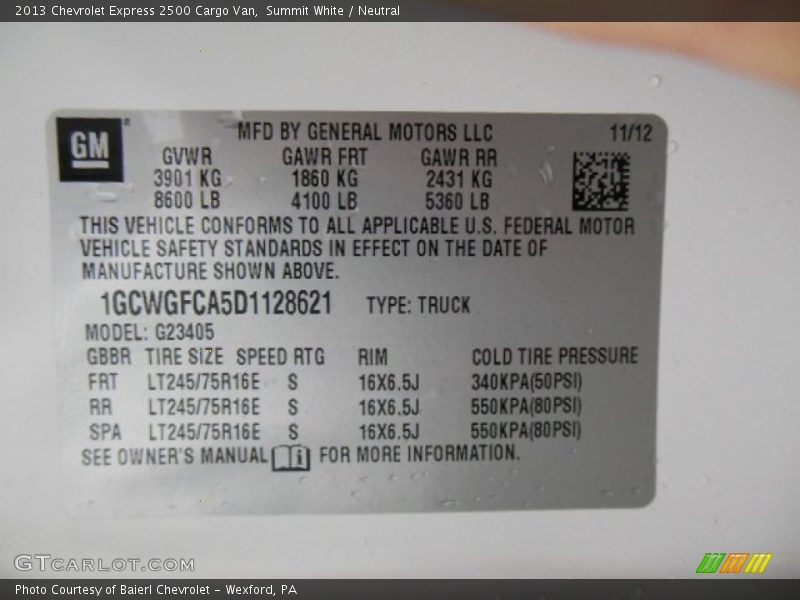 2013 Chevrolet Express 2500 Cargo Van,  Summit White / Neutral
GM
MFD BY GENERAL MOTORS LLC 11/12
GVWR GAWR FRT GAWR RR
3901 KG 1860 KG 2431 KG
8600 LB 4100 LB 5360 LB
THIS VEHICLE CONFORMS TO ALL APPLICABLE U.S. FEDERAL MOTOR
VEHICLE SAFETY STANDARDS IN EFFECT ON THE DATE OF
MANUFACTURE SHOWN ABOVE.
1GCWGFCA5D1128621 TYPE: TRUCK
MODEL: G23405
GBBR TIRE SIZE SPEED RTG RIM COLD TIRE PRESSURE
FRT LT245/75R16E S 16X6.5J 340KPA(50PSI)
RR LT245/75R16E S 16X6.5J 550KPA(80PSI)
SPA LT245/75R16E S 16X6.5J 550KPA(80PSI)
SEE OWNER'S MANUAL i FOR MORE INFORMATION.
GTCARLOT.COM
Photo Courtesy of Baierl Chevrolet - Wexford, PA